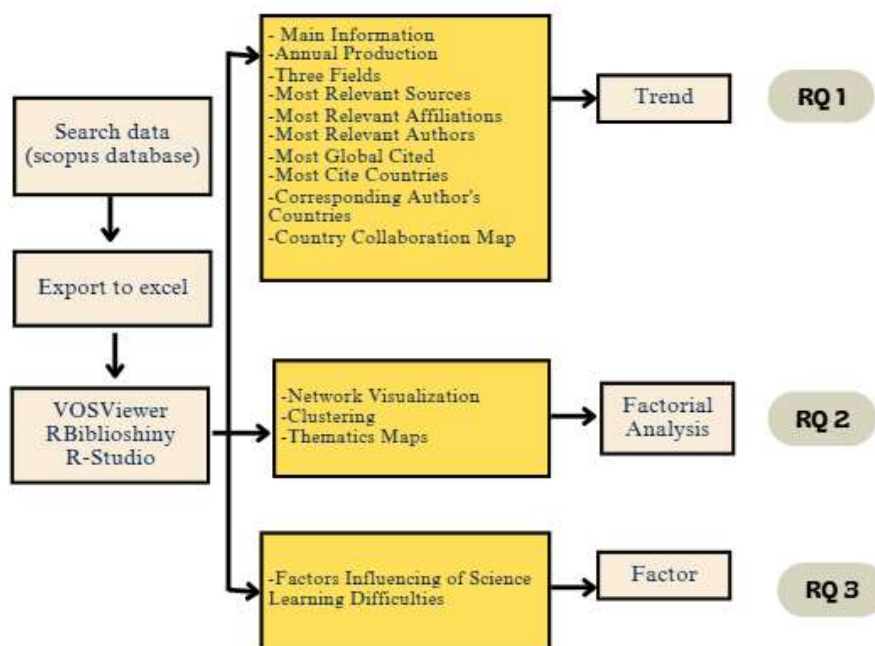 Search data
(scopus database)
Export to excel
VOSViewer
RBiblioshiny
R-Studio
- Main Information
-Annual Production
-Three Fields
-Most Relevant Sources
-Most Relevant Affiliations
-Most Relevant Authors
-Most Global Cited
-Most Cite Countries
-Corresponding Author's
Countries
-Country Collaboration Map
Trend
RQ 1
-Network Visualization
-Clustering
-Thematics Maps
Factorial
Analysis
RQ 2
-Factors Influencing of Science
Learning Difficulties
Factor
RQ 3